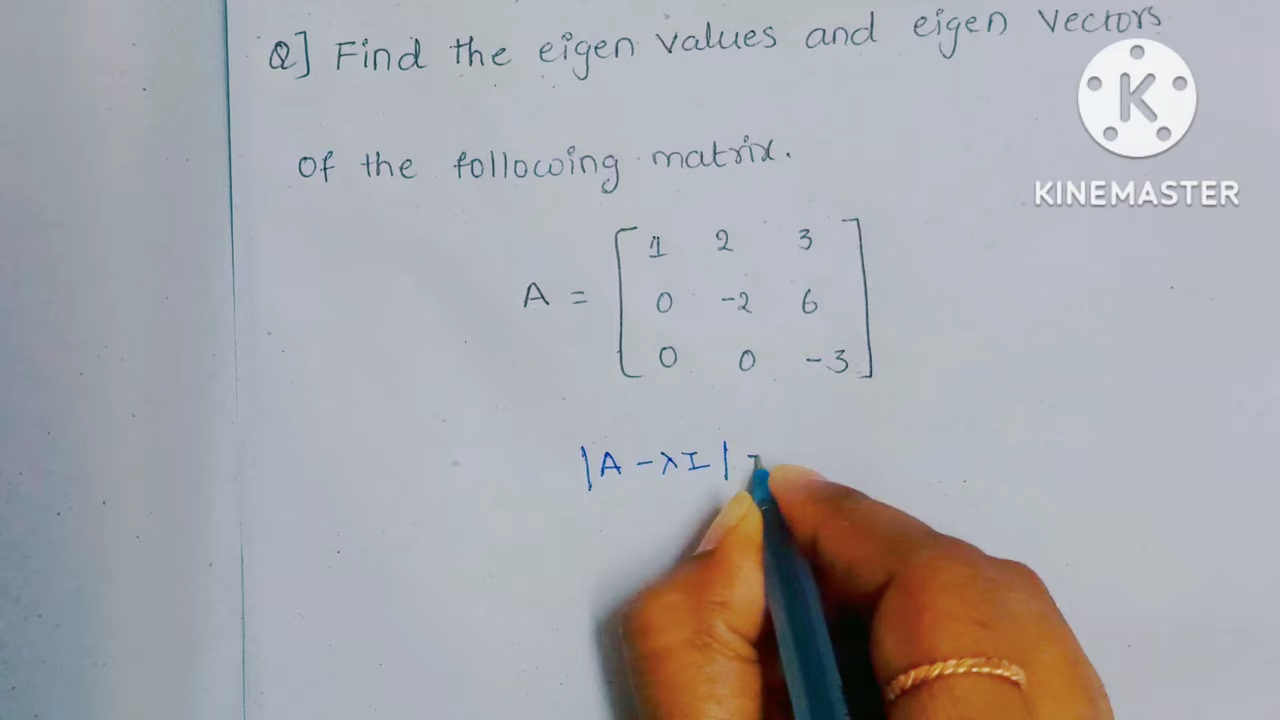 Q] Find the eigen values and eigen vectors
of the following matrix.
K
KINEMASTER
A = [ 1 2 3
0 -2 6
0 0 -3 ]
|A - λI|